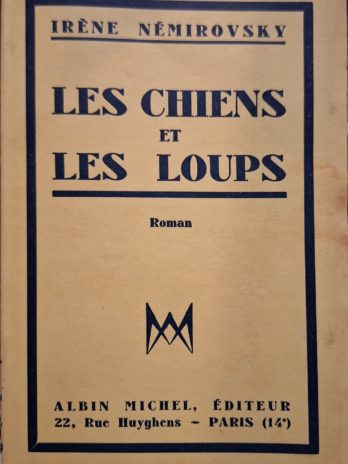 IRÈNE NÉMIROVSKY
LES CHIENS
ET
LES LOUPS
Roman
ALBIN MICHEL, ÉDITEUR
22, Rue Huyghens – PARIS (14e)